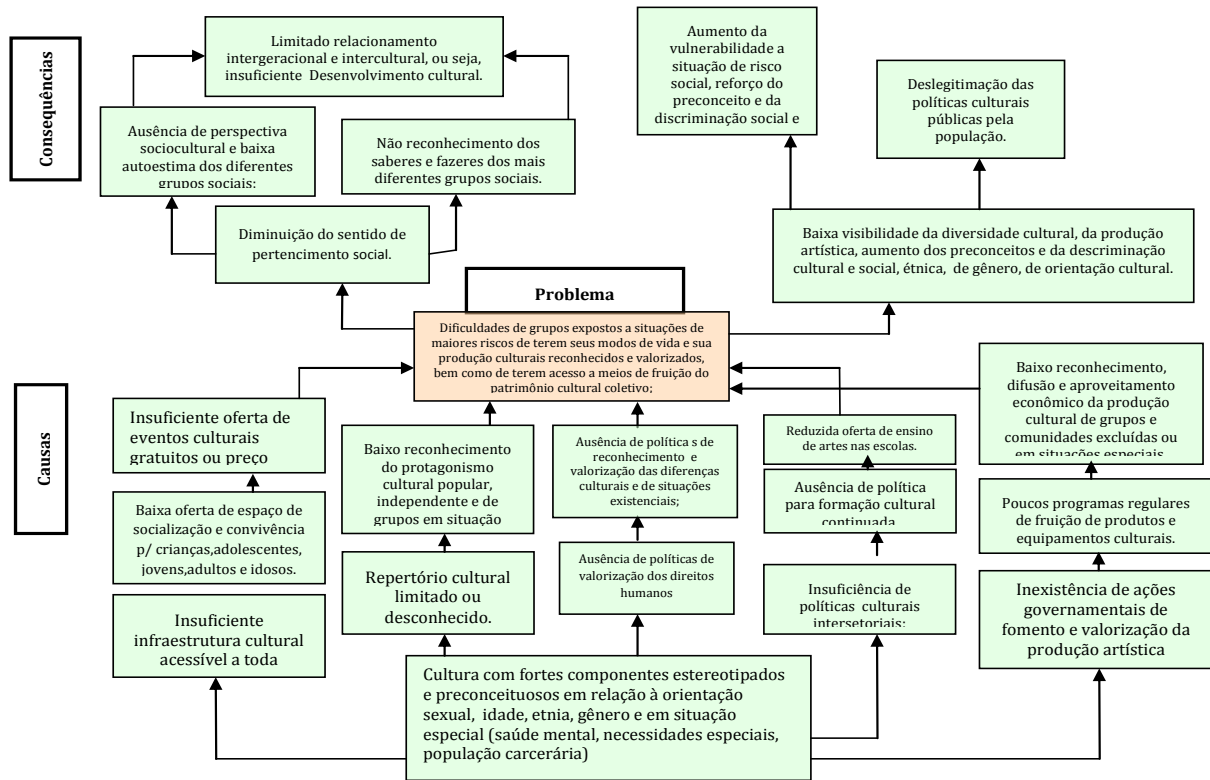 Consequências
Limitado relacionamento
intergeracional e intercultural, ou seja,
insuficiente Desenvolvimento cultural.
Aumento da
vulnerabilidade a
situação de risco
social, reforço do
preconceito e da
discriminação social e
Deslegitimação das
políticas culturais
públicas pela
população.
Ausência de perspectiva
sociocultural e baixa
autoestima dos diferentes
grupos sociais;
Não reconhecimento dos
saberes e fazeres dos mais
diferentes grupos sociais.
Diminuição do sentido de
pertencimento social.
Baixa visibilidade da diversidade cultural, da produção
artística, aumento dos preconceitos e da descriminação
cultural e social, étnica, de gênero, de orientação cultural.
Problema
Dificuldades de grupos expostos a situações de
maiores riscos de terem seus modos de vida e sua
produção culturais reconhecidos e valorizados,
bem como de terem acesso a meios de fruição do
patrimônio cultural coletivo;
Causas
Insuficiente oferta de
eventos culturais
gratuitos ou preço
Baixo reconhecimento
do protagonismo
cultural popular,
independente e de
grupos em situação
Ausência de política s de
reconhecimento e
valorização das diferenças
culturais e de situações
existenciais;
Reduzida oferta de ensino
de artes nas escolas.
Baixo reconhecimento,
difusão e aproveitamento
econômico da produção
cultural de grupos e
comunidades excluídas ou
em situações especiais
Baixa oferta de espaço de
socialização e convivência
p/ crianças,adolescentes,
jovens,adultos e idosos.
Ausência de política
para formação cultural
continuada
Poucos programas regulares
de fruição de produtos e
equipamentos culturais.
Repertório cultural
limitado ou
desconhecido.
Ausência de políticas de
valorização dos direitos
humanos
Insuficiência de
políticas culturais
intersetoriais;
Inexistência de ações
governamentais de
fomento e valorização da
produção artística
Insuficiente
infraestrutura cultural
acessível a toda
Cultura com fortes componentes estereotipados
e preconceituosos em relação à orientação
sexual, idade, etnia, gênero e em situação
especial (saúde mental, necessidades especiais,
população carcerária)